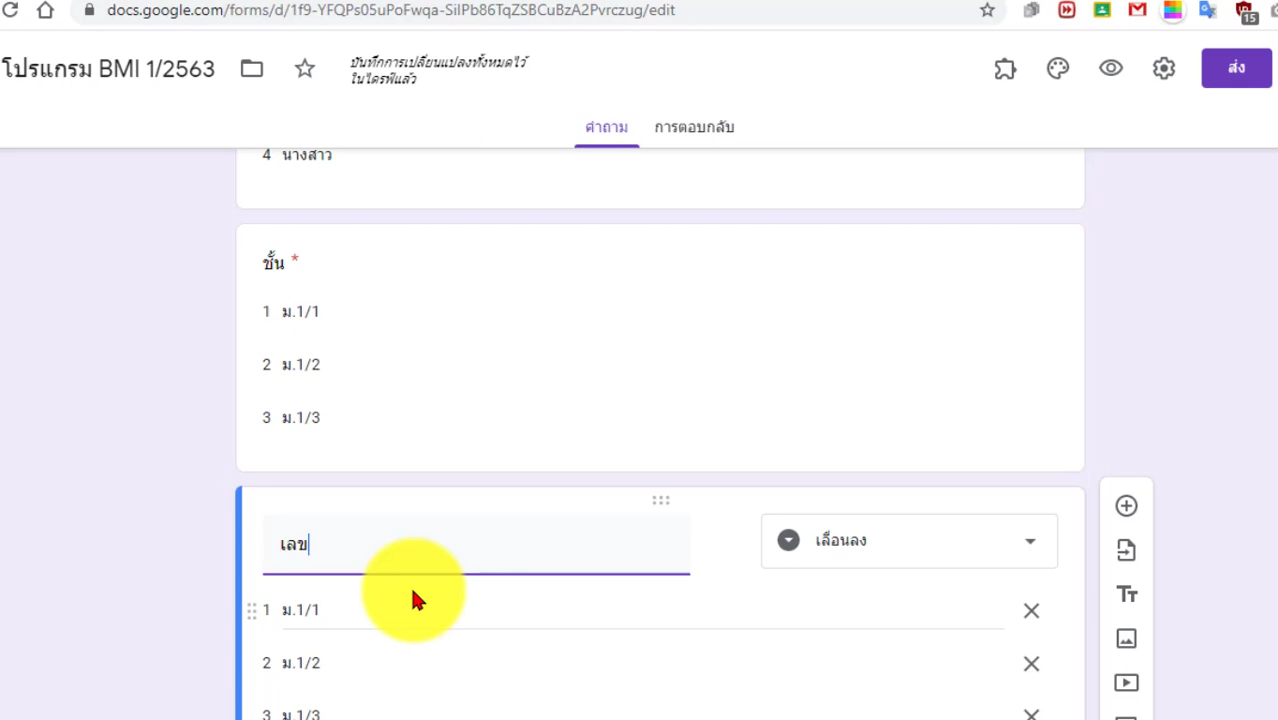 docs.google.com/forms/d/1f9-YFQPs05uPoFwqa-SiIPb86TqZSBCuBzA2Pvrczug/edit
15
โปรแกรม BMI 1/2563
บันทึกการเปลี่ยนแปลงทั้งหมดไว้
ในไดรฟ์แล้ว
ส่ง
คำถาม
การตอบกลับ
4 นางสาว
ชั้น *
1 ม.1/1
2 ม.1/2
3 ม.1/3
เลข
เลื่อนลง
1 ม.1/1
2 ม.1/2
3 ม.1/3